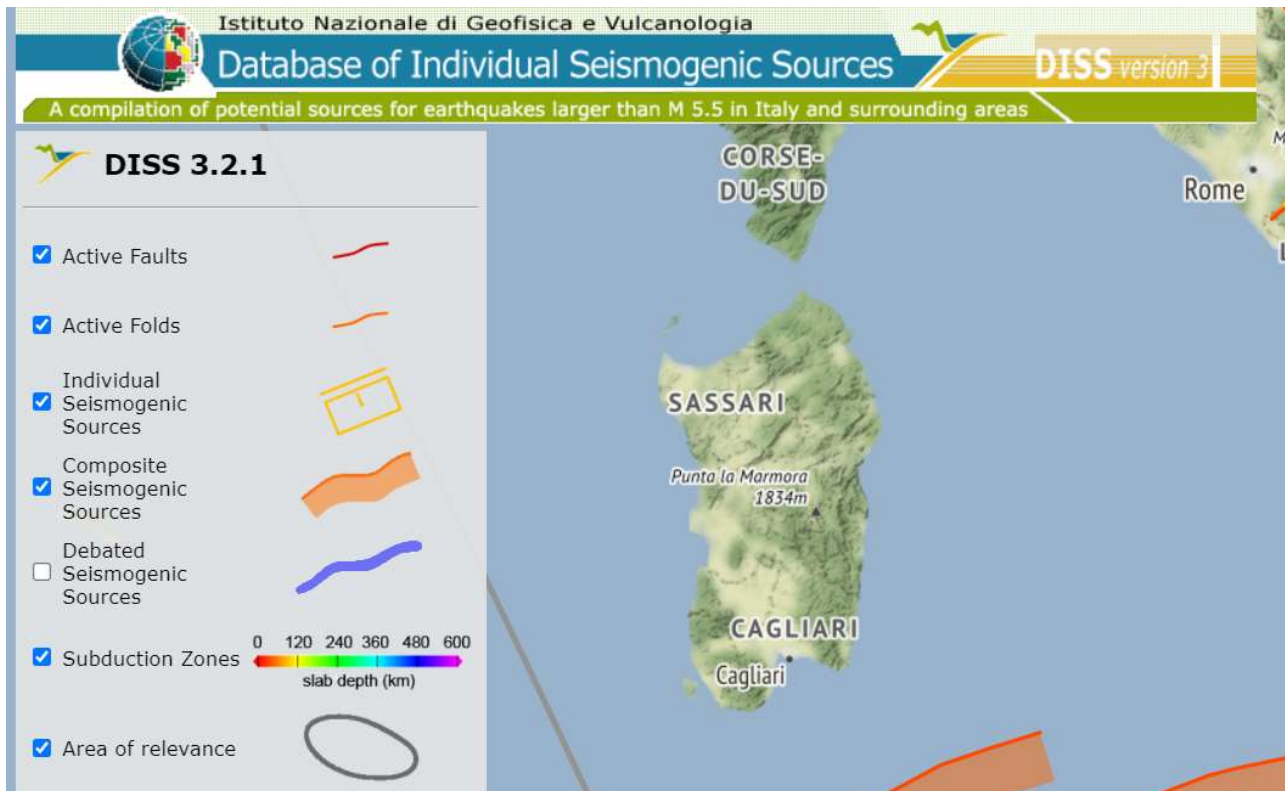 Istituto Nazionale di Geofisica e Vulcanologia
Database of Individual Seismogenic Sources
DISS version 3
A compilation of potential sources for earthquakes larger than M 5.5 in Italy and surrounding areas
DISS 3.2.1
Active Faults
Active Folds
Individual
Seismogenic
Sources
Composite
Seismogenic
Sources
Debated
Seismogenic
Sources
Subduction Zones
0 120 240 360 480 600
slab depth (km)
Area of relevance
CORSE-
DU-SUD
Rome
SASSARI
Punta la Marmora
1834m
CAGLIARI
Cagliari